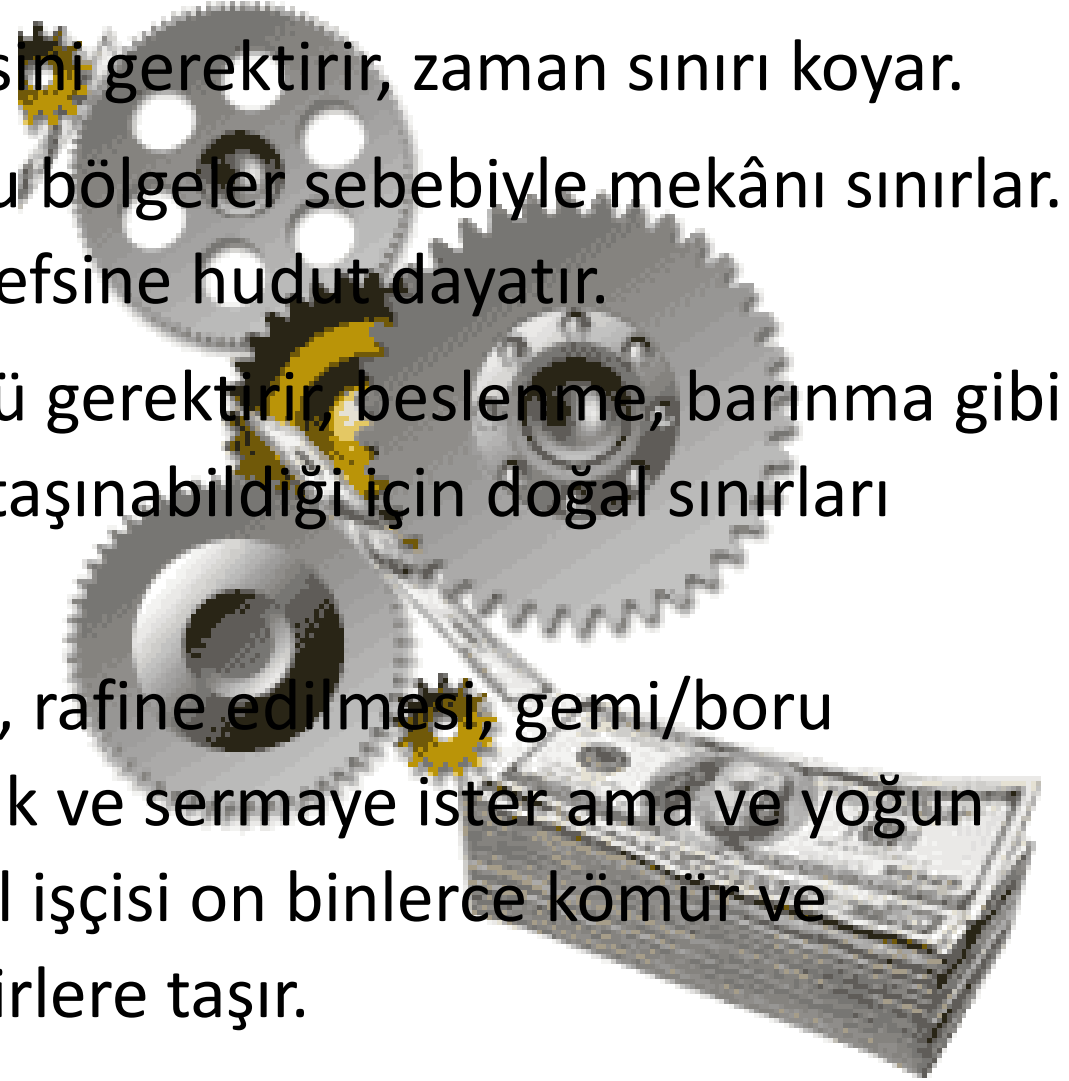 sini gerektirir, zaman sınırı koyar.
u bölgeler sebebiyle mekânı sınırlar.
efsine hudut dayatır.
ü gerektirir, beslenme, barınma gibi
taşınabildiği için doğal sınırları
, rafine edilmesi, gemi/boru
k ve sermaye ister ama ve yoğun
l işçisi on binlerce kömür ve
irlere taşır.